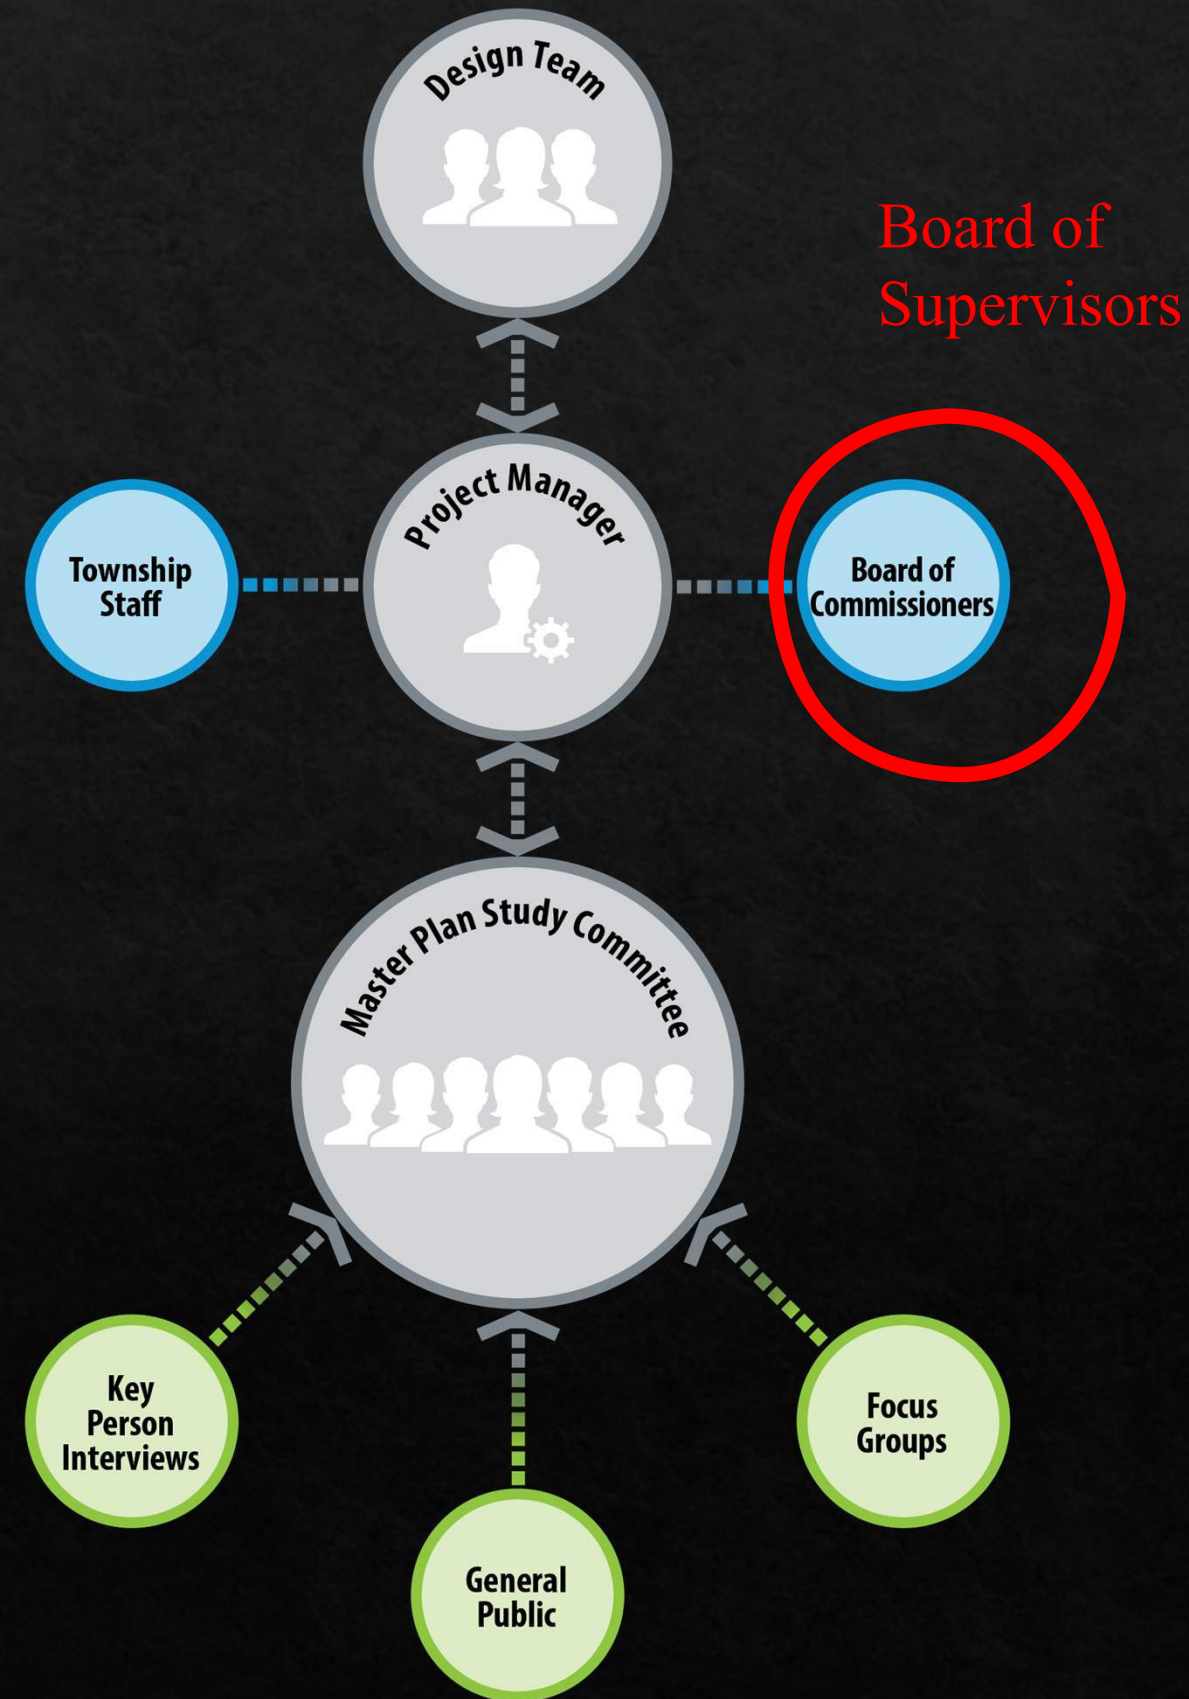 Design Team
Board of
Supervisors
Project Manager
Township
Staff
Board of
Commissioners
Master Plan Study Committee
Key
Person
Interviews
Focus
Groups
General
Public